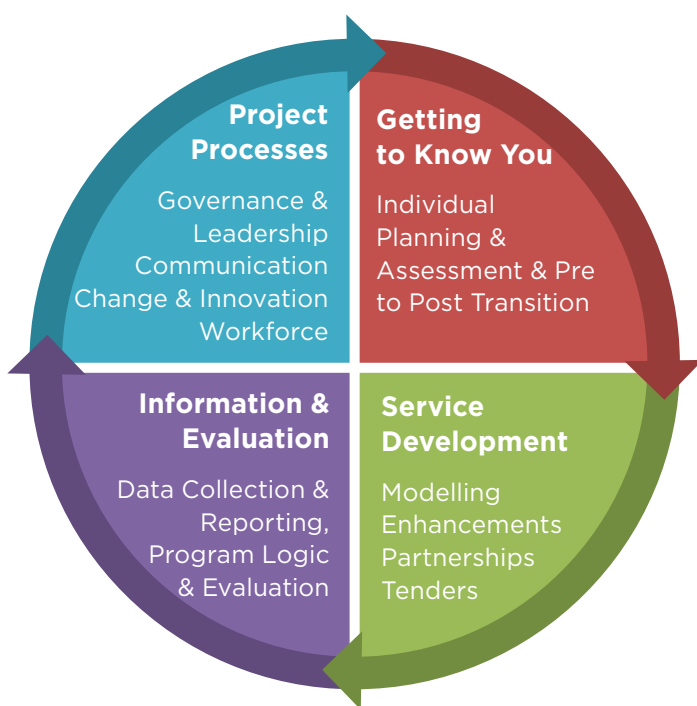 Project
Processes
Governance &
Leadership
Communication
Change & Innovation
Workforce
Getting
to Know You
Individual
Planning &
Assessment & Pre
to Post Transition
Information &
Evaluation
Data Collection &
Reporting,
Program Logic
& Evaluation
Service
Development
Modelling
Enhancements
Partnerships
Tenders